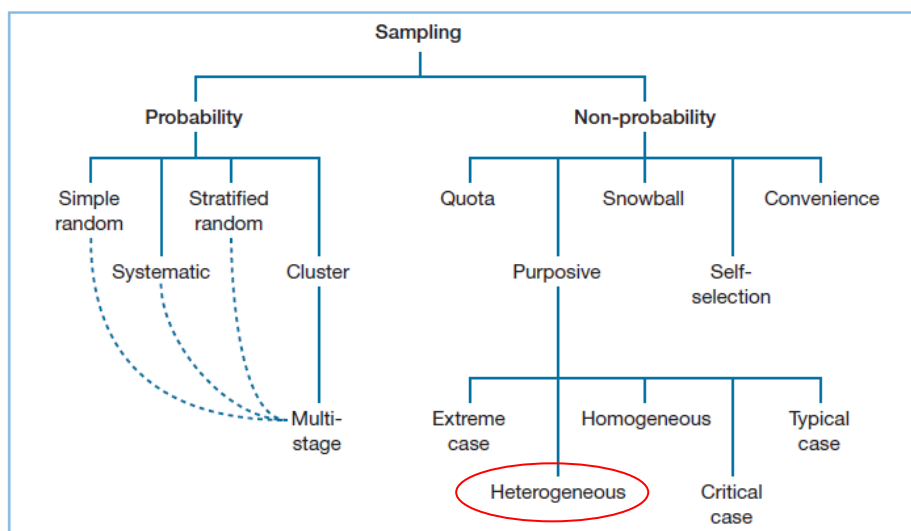 Sampling
Probability
Non-probability
Simple
random
Stratified
random
Quota
Snowball
Convenience
Systematic
Cluster
Purposive
Self-
selection
Multi-
stage
Extreme
case
Homogeneous
Typical
case
Heterogeneous
Critical
case